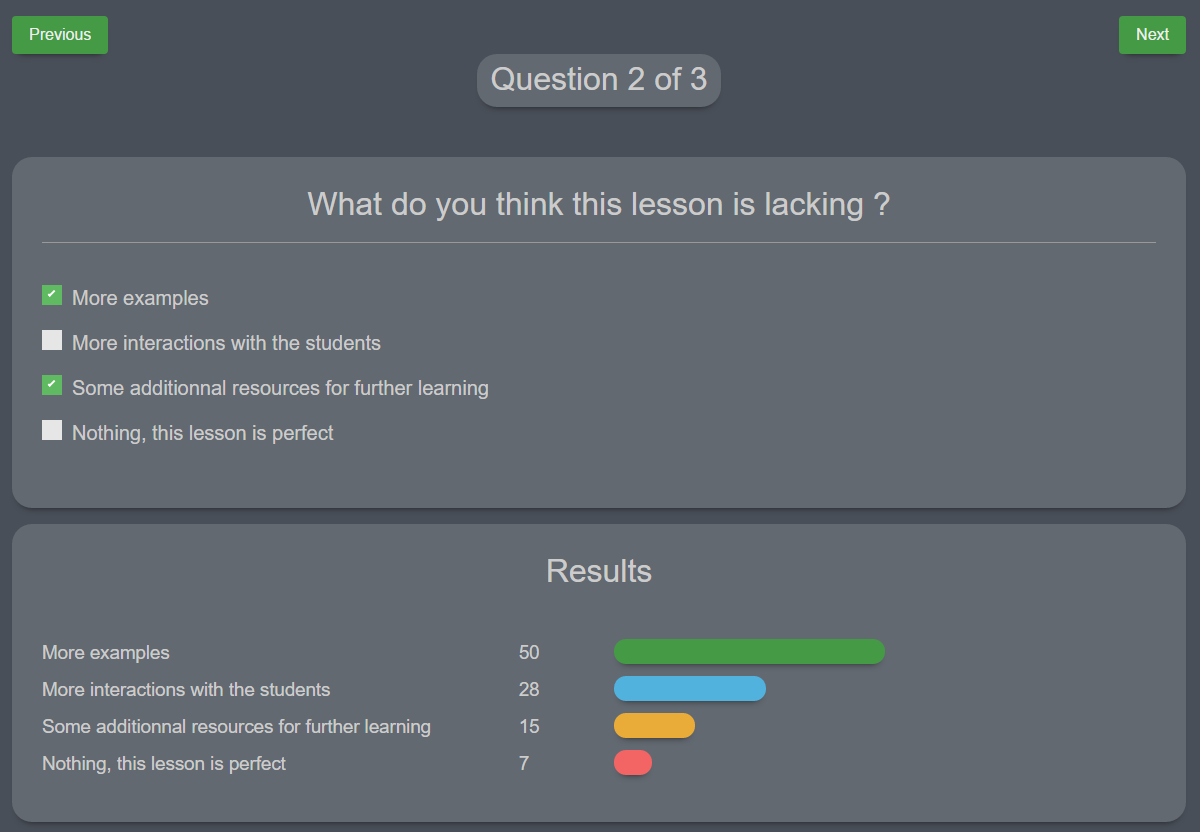 Previous
Next
Question 2 of 3
What do you think this lesson is lacking ?
More examples
More interactions with the students
Some additionnal resources for further learning
Nothing, this lesson is perfect
Results
More examples 50
More interactions with the students 28
Some additionnal resources for further learning 15
Nothing, this lesson is perfect 7